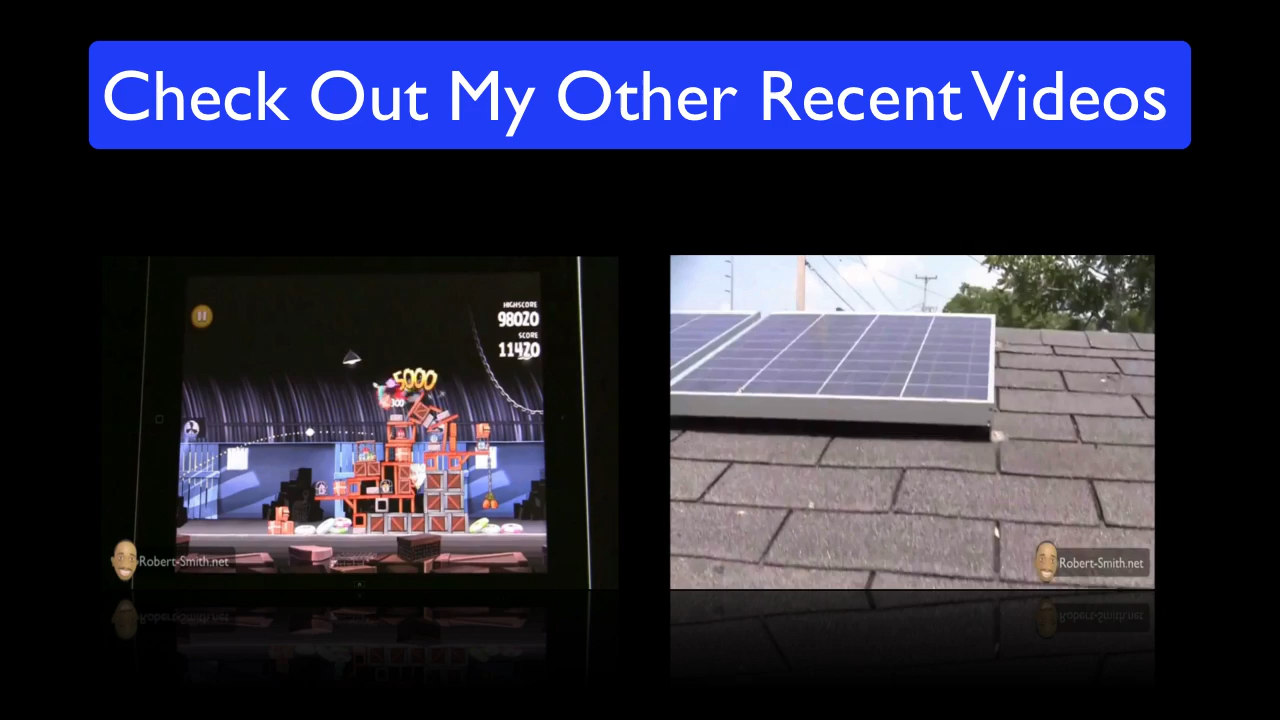 Check Out My Other Recent Videos
HIGHSCORE
98020
SCORE
11420
5000
Robert-Smith.net
Robert-Smith.net